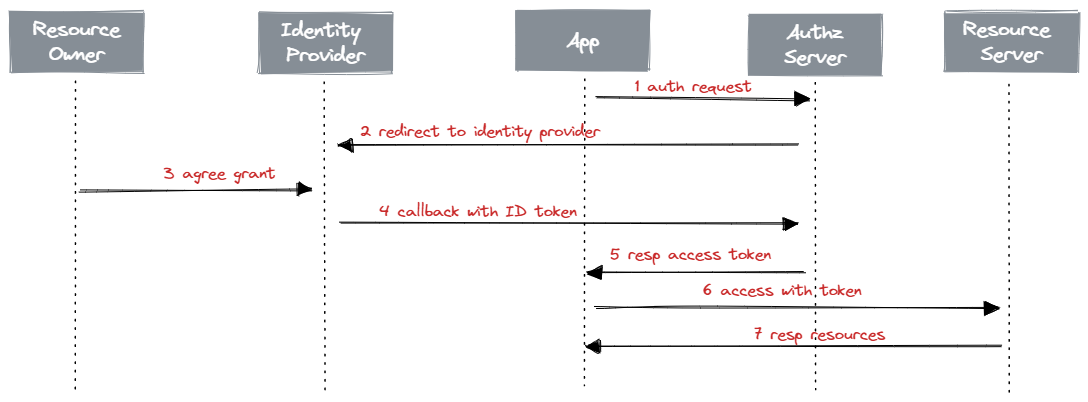 Resource
Owner
Identity
Provider
App
Authz
Server
Resource
Server
1 auth request
2 redirect to identity provider
3 agree grant
4 callback with ID token
5 resp access token
6 access with token
7 resp resources